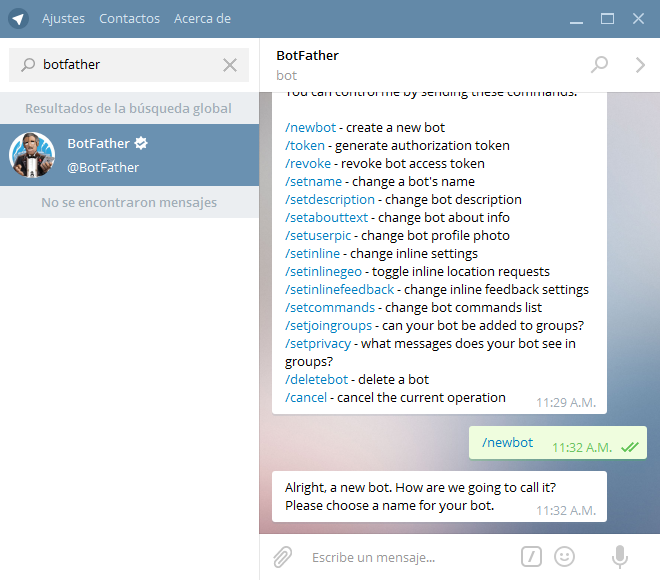 Ajustes Contactos Acerca de
botfather
Resultados de la búsqueda global
BotFather
@BotFather
No se encontraron mensajes
BotFather
bot
You can control me by sending these commands:
/newbot - create a new bot
/token - generate authorization token
/revoke - revoke bot access token
/setname - change a bot's name
/setdescription - change bot description
/setabouttext - change bot about info
/setuserpic - change bot profile photo
/setinline - change inline settings
/setinlinegeo - toggle inline location requests
/setinlinefeedback - change inline feedback settings
/setcommands - change bot commands list
/setjoingroups - can your bot be added to groups?
/setprivacy - what messages does your bot see in
groups?
/deletebot - delete a bot
/cancel - cancel the current operation
11:29 A.M.
/newbot
11:32 A.M.
Alright, a new bot. How are we going to call it?
Please choose a name for your bot.
11:32 A.M.
Escribe un mensaje...